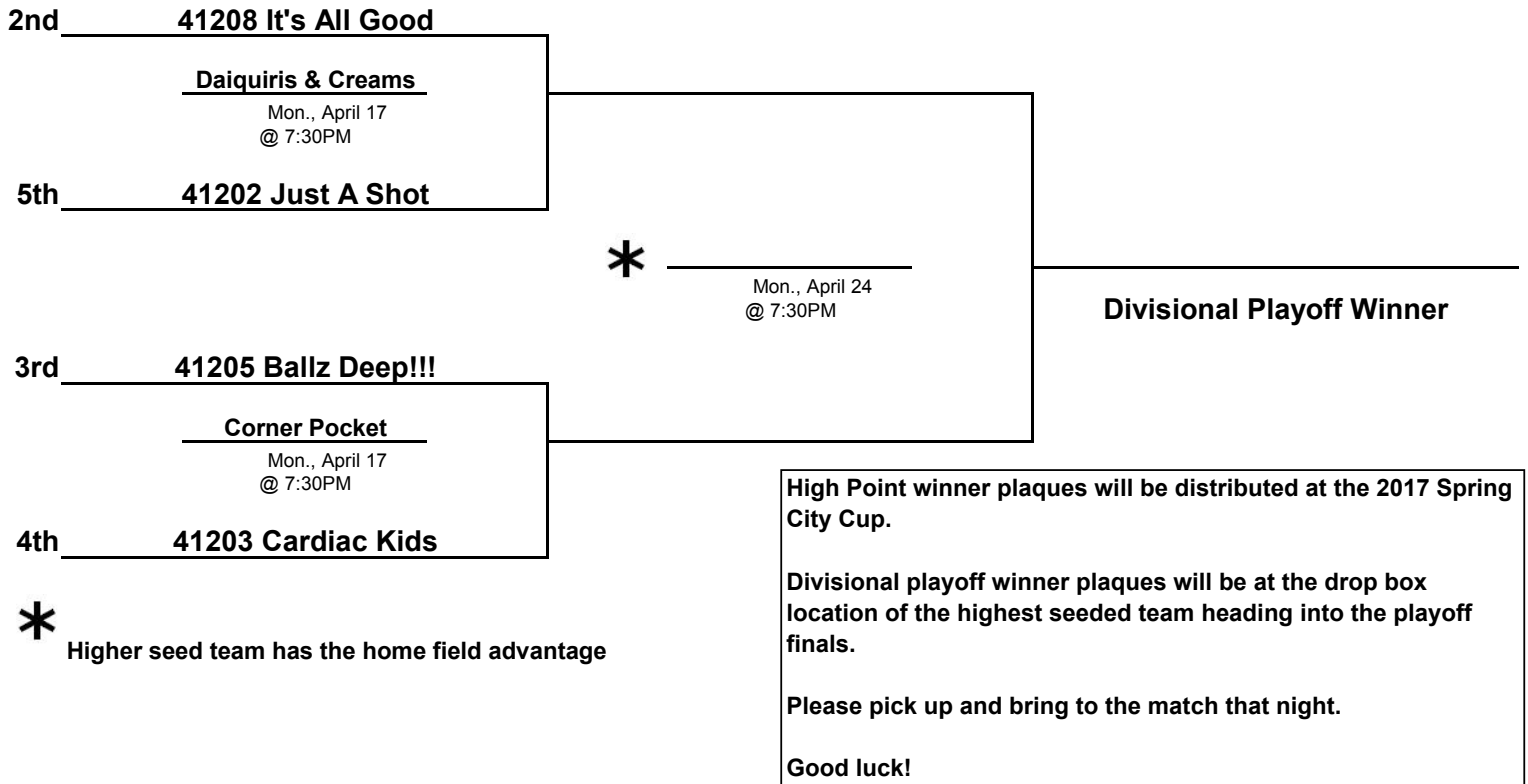 2nd 41208 It's All Good
Daiquiris & Creams
Mon., April 17
@ 7:30PM
5th 41202 Just A Shot
*
Mon., April 24
@ 7:30PM
Divisional Playoff Winner
3rd 41205 Ballz Deep!!!
Corner Pocket
Mon., April 17
@ 7:30PM
4th 41203 Cardiac Kids
*
Higher seed team has the home field advantage
High Point winner plaques will be distributed at the 2017 Spring
City Cup.
Divisional playoff winner plaques will be at the drop box
location of the highest seeded team heading into the playoff
finals.
Please pick up and bring to the match that night.
Good luck!